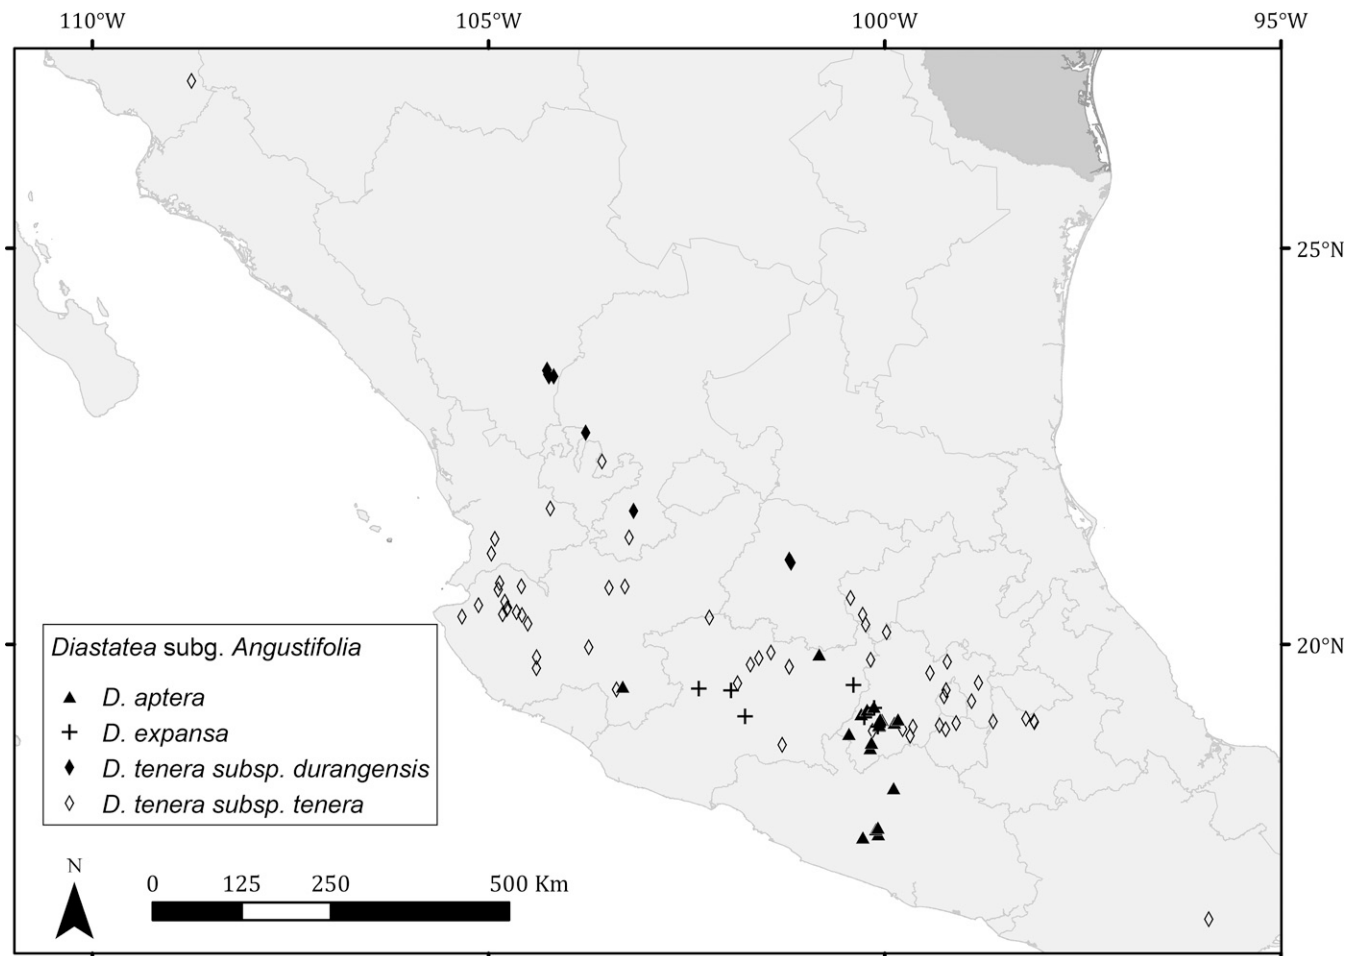 110°W 105°W 100°W 95°W
25°N
20°N
Diastatea subg. Angustifolia
D. aptera
D. expansa
D. tenera subsp. durangensis
D. tenera subsp. tenera
N
0 125 250 500 Km